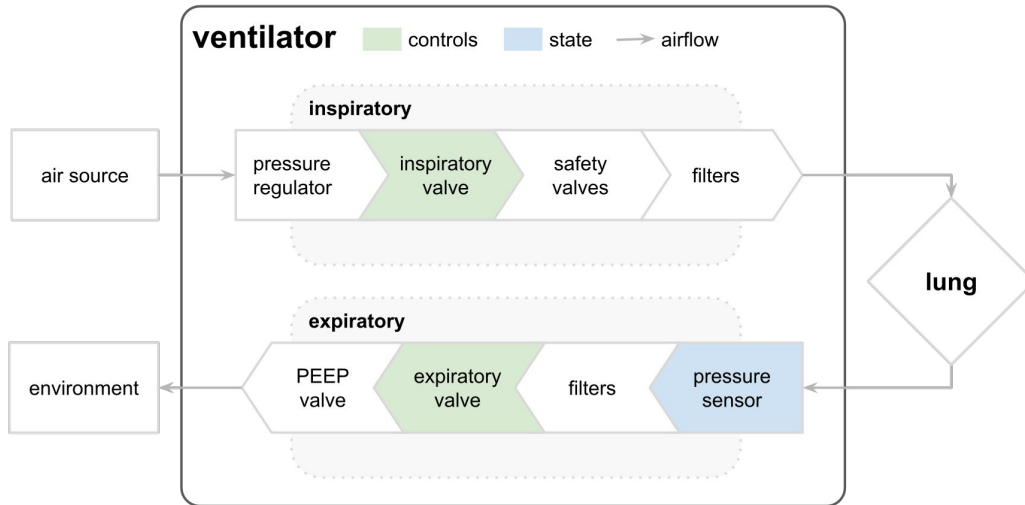 ventilator
controls
state
airflow
inspiratory
air source
pressure
regulator
inspiratory
valve
safety
valves
filters
lung
expiratory
environment
PEEP
valve
expiratory
valve
filters
pressure
sensor